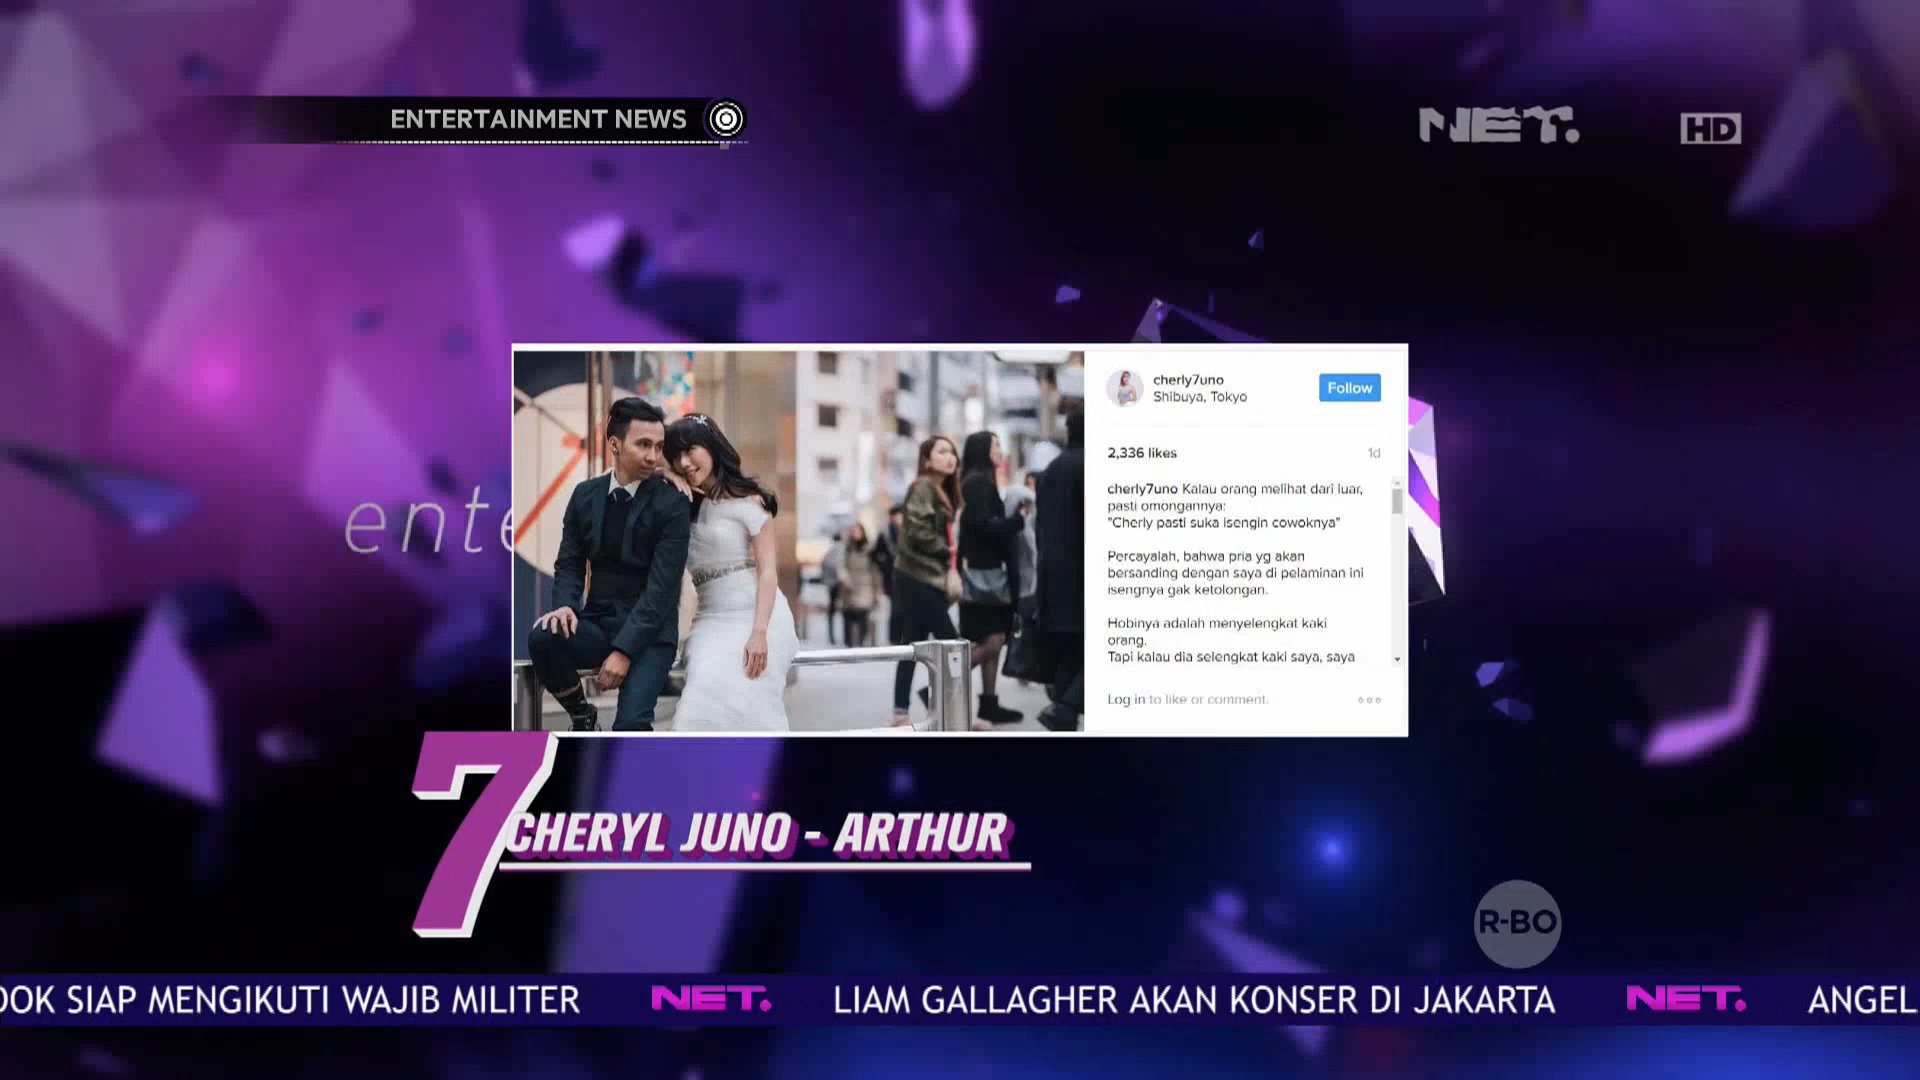 ENTERTAINMENT NEWS
NET.
HD
ente
cherly7uno
Shibuya, Tokyo
Follow
2,336 likes
1d
cherly7uno Kalau orang melihat dari luar,
pasti omongannya:
"Cherly pasti suka isengin cowoknya"
Percayalah, bahwa pria yg akan
bersanding dengan saya di pelaminan ini
isengnya gak ketolongan.
Hobinya adalah menyelengkat kaki
orang.
Tapi kalau dia selengkat kaki saya, saya
Log in to like or comment.
7
CHERYL JUNO - ARTHUR
R-BO
OOK SIAP MENGIKUTI WAJIB MILITER NET. LIAM GALLAGHER AKAN KONSER DI JAKARTA NET. ANGEL